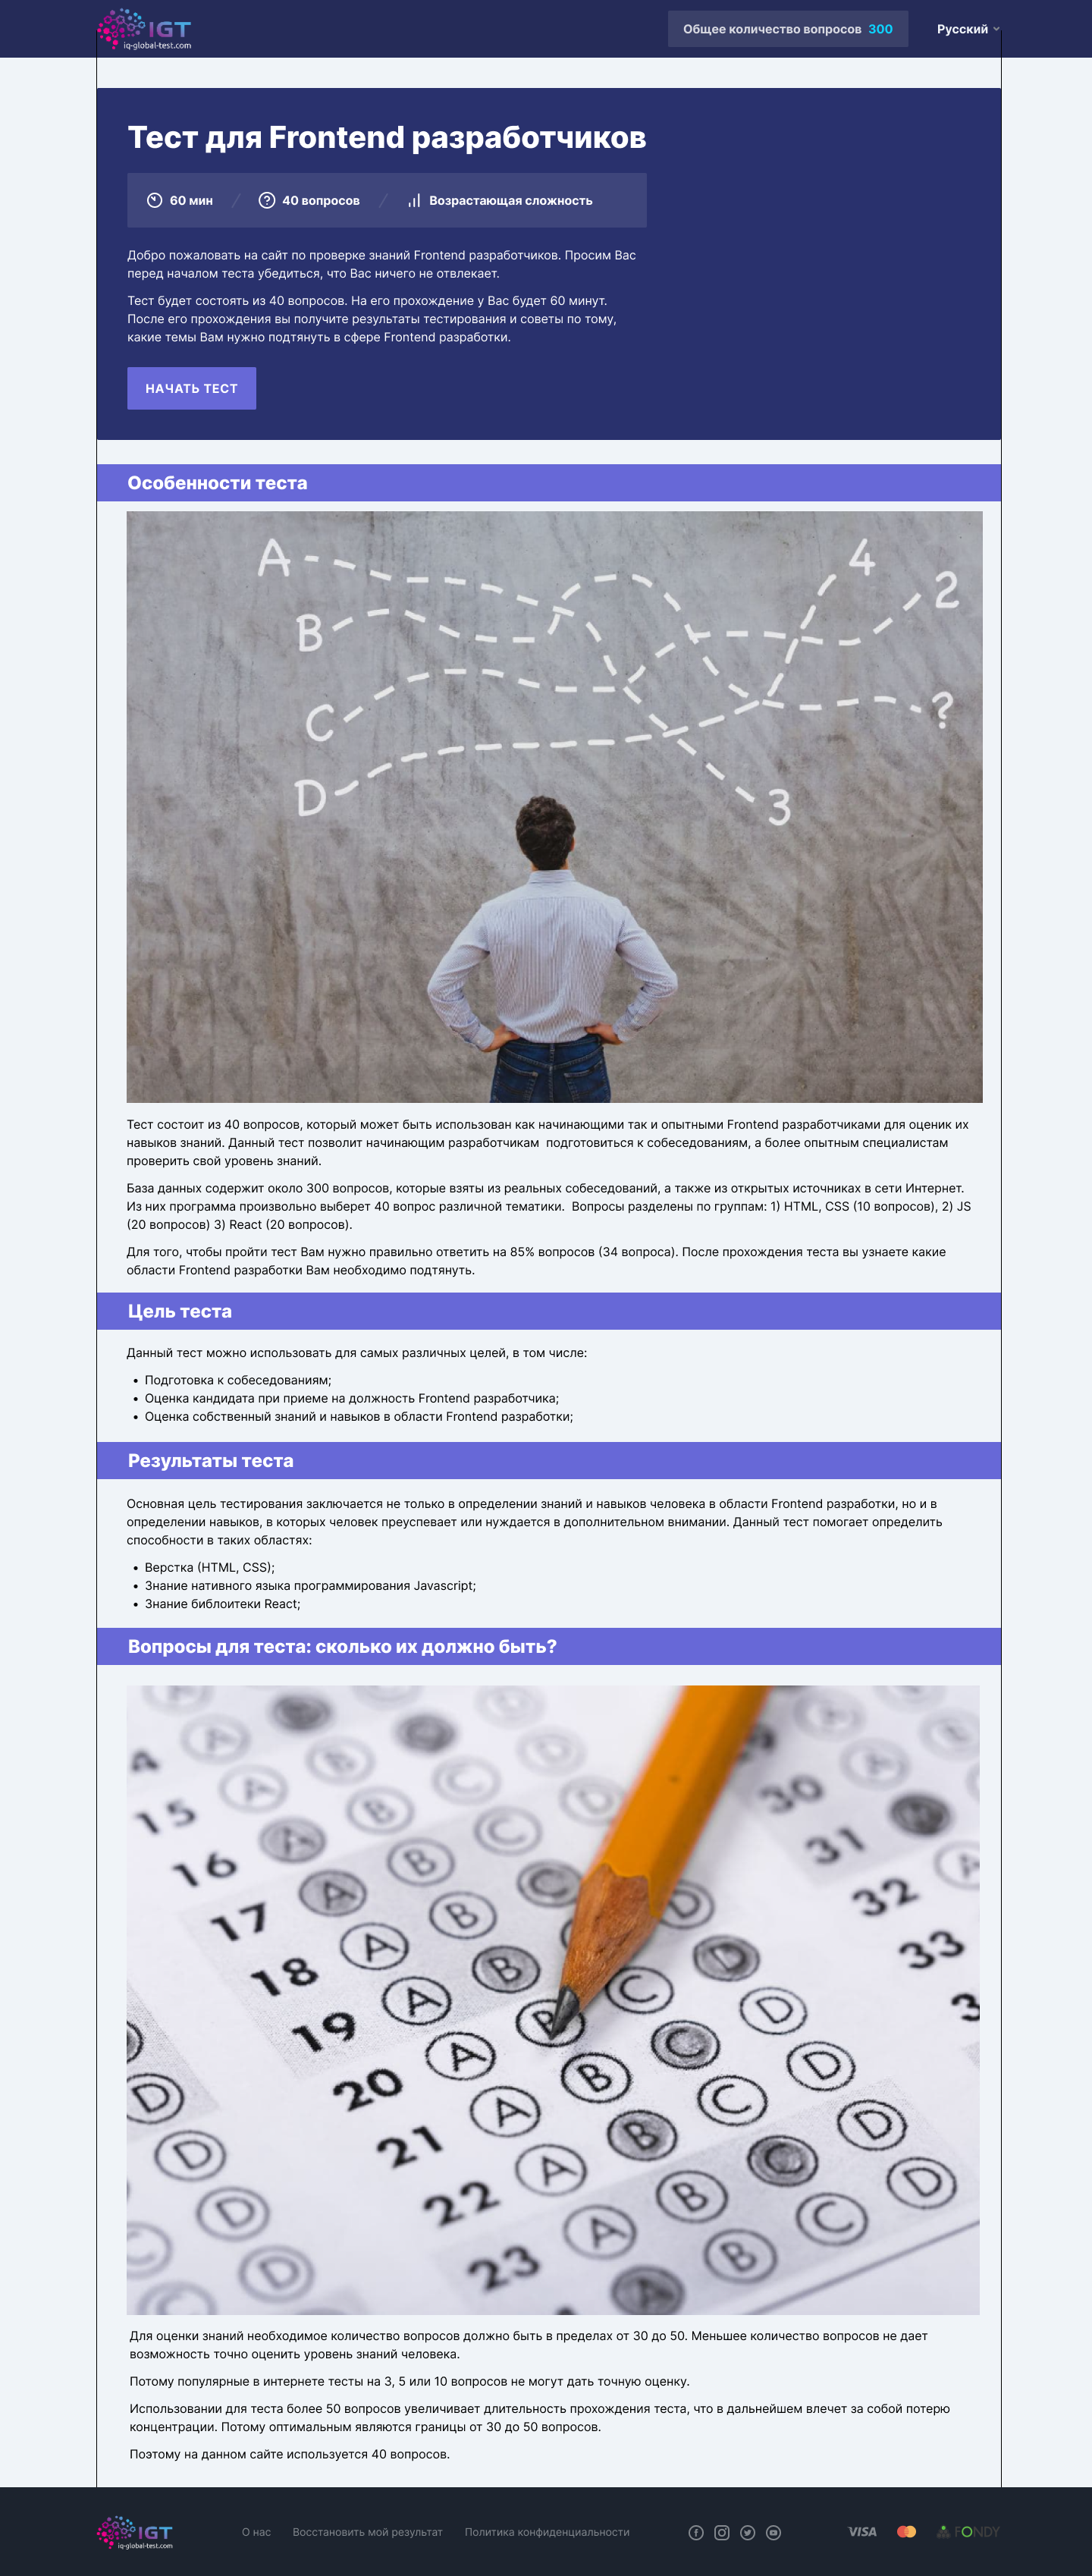 IGT
iq-global-test.com
Общее количество вопросов 300
Русский
Тест для Frontend разработчиков
60 мин
40 вопросов
Возрастающая сложность
Добро пожаловать на сайт по проверке знаний Frontend разработчиков. Просим Вас
перед началом теста убедиться, что Вас ничего не отвлекает.
Тест будет состоять из 40 вопросов. На его прохождение у Вас будет 60 минут.
После его прохождения вы получите результаты тестирования и советы по тому,
какие темы Вам нужно подтянуть в сфере Frontend разработки.
НАЧАТЬ ТЕСТ
Особенности теста
A
B
C
D
4
2
?
3
Тест состоит из 40 вопросов, который может быть использован как начинающими так и опытными Frontend разработчиками для оценик их
навыков знаний. Данный тест позволит начинающим разработчикам  подготовиться к собеседованиям, а более опытным специалистам
проверить свой уровень знаний.
База данных содержит около 300 вопросов, которые взяты из реальных собеседований, а также из открытых источниках в сети Интернет.
Из них программа произвольно выберет 40 вопрос различной тематики.  Вопросы разделены по группам: 1) HTML, CSS (10 вопросов), 2) JS
(20 вопросов) 3) React (20 вопросов).
Для того, чтобы пройти тест Вам нужно правильно ответить на 85% вопросов (34 вопроса). После прохождения теста вы узнаете какие
области Frontend разработки Вам необходимо подтянуть.
Цель теста
Данный тест можно использовать для самых различных целей, в том числе:
• Подготовка к собеседованиям;
• Оценка кандидата при приеме на должность Frontend разработчика;
• Оценка собственный знаний и навыков в области Frontend разработки;
Результаты теста
Основная цель тестирования заключается не только в определении знаний и навыков человека в области Frontend разработки, но и в
определении навыков, в которых человек преуспевает или нуждается в дополнительном внимании. Данный тест помогает определить
способности в таких областях:
• Верстка (HTML, CSS);
• Знание нативного языка программирования Javascript;
• Знание библоитеки React;
Вопросы для теста: сколько их должно быть?
15
16
17 A
18 A B
19 A B C D
20 A B C D
21 A B C D
22 A B C D
23 A B C D
30
31
32
33
Для оценки знаний необходимое количество вопросов должно быть в пределах от 30 до 50. Меньшее количество вопросов не дает
возможность точно оценить уровень знаний человека.
Потому популярные в интернете тесты на 3, 5 или 10 вопросов не могут дать точную оценку.
Использовании для теста более 50 вопросов увеличивает длительность прохождения теста, что в дальнейшем влечет за собой потерю
концентрации. Потому оптимальным являются границы от 30 до 50 вопросов.
Поэтому на данном сайте используется 40 вопросов.
IGT
iq-global-test.com
О нас
Восстановить мой результат
Политика конфиденциальности
VISA
FONDY